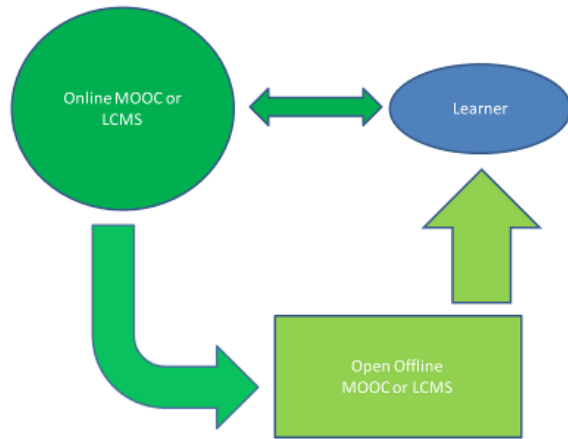 Online MOOC or
LCMS
Learner
Open Offline
MOOC or LCMS